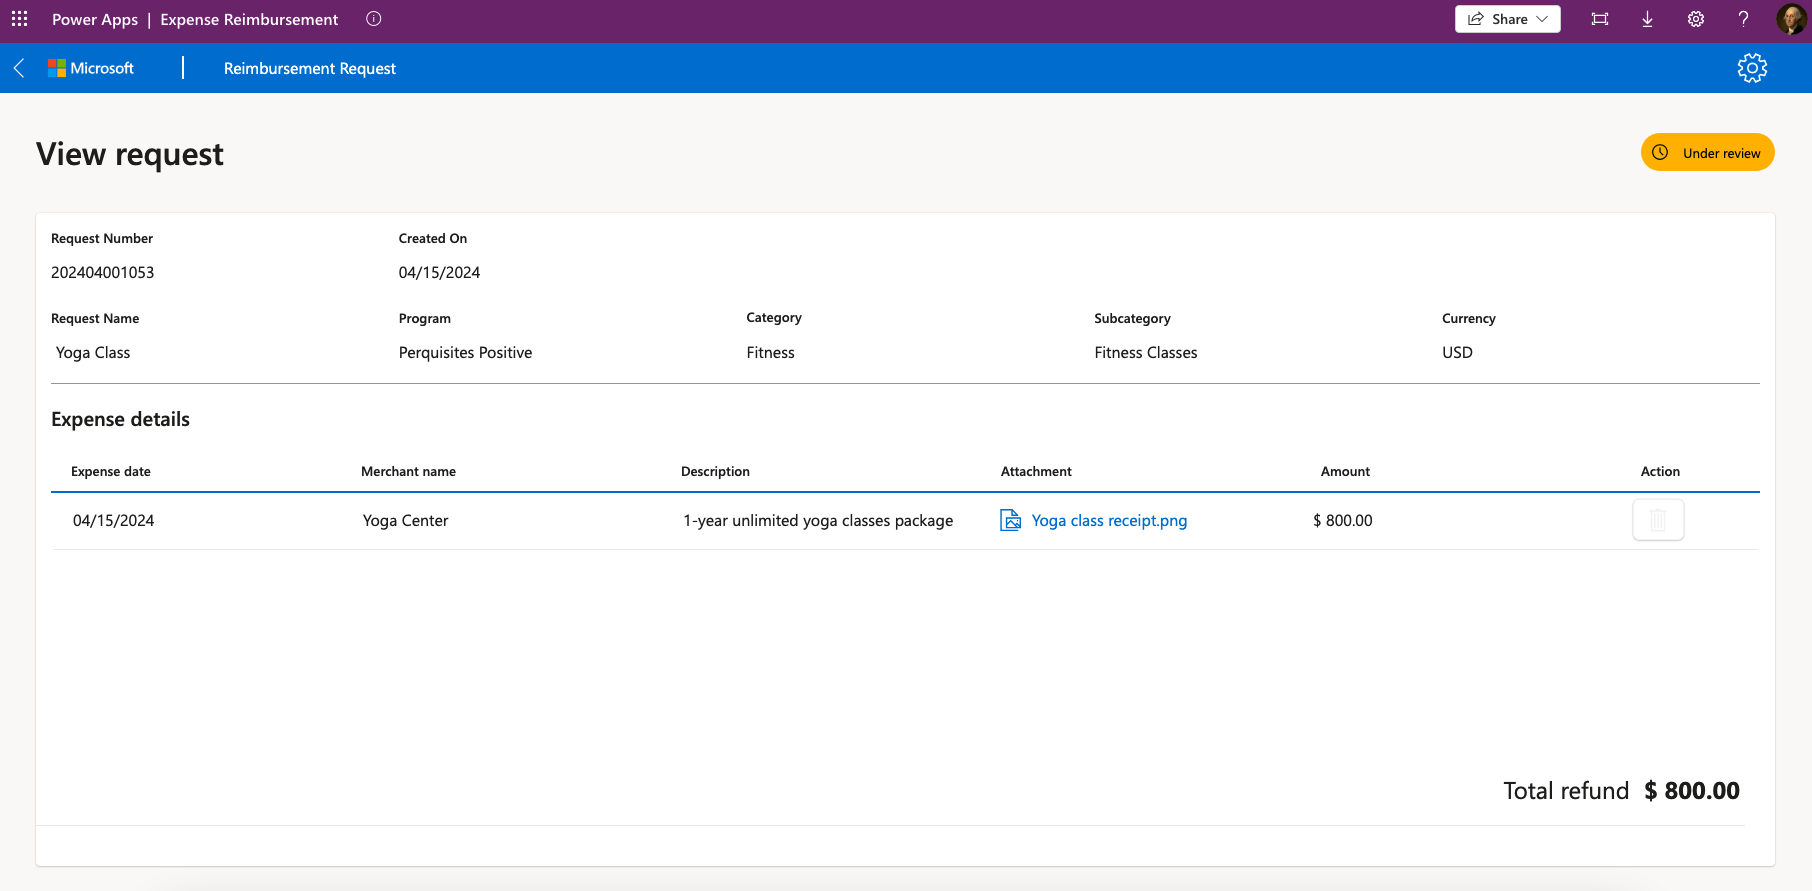 Power Apps | Expense Reimbursement
Share
Microsoft
Reimbursement Request
View request
Under review
Request Number
Created On
202404001053
04/15/2024
Request Name
Program
Category
Subcategory
Currency
Yoga Class
Perquisites Positive
Fitness
Fitness Classes
USD
Expense details
Expense date
Merchant name
Description
Attachment
Amount
Action
04/15/2024
Yoga Center
1-year unlimited yoga classes package
Yoga class receipt.png
$ 800.00
Total refund $ 800.00